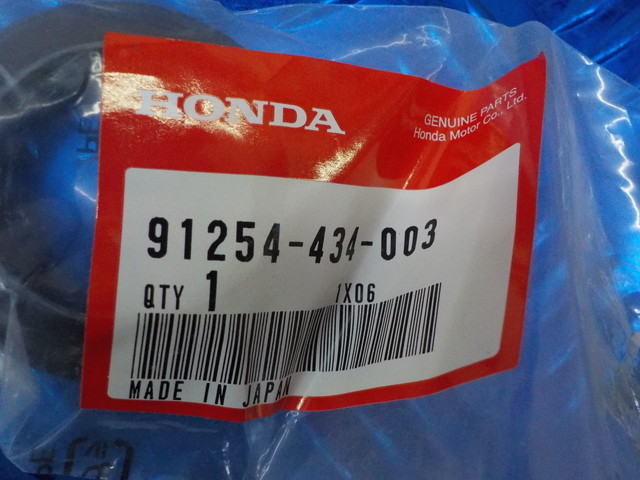 HONDA
GENUINE PARTS
Honda Motor Co., Ltd.
91254-434-003
QTY 1 /X06
MADE IN JAPAN